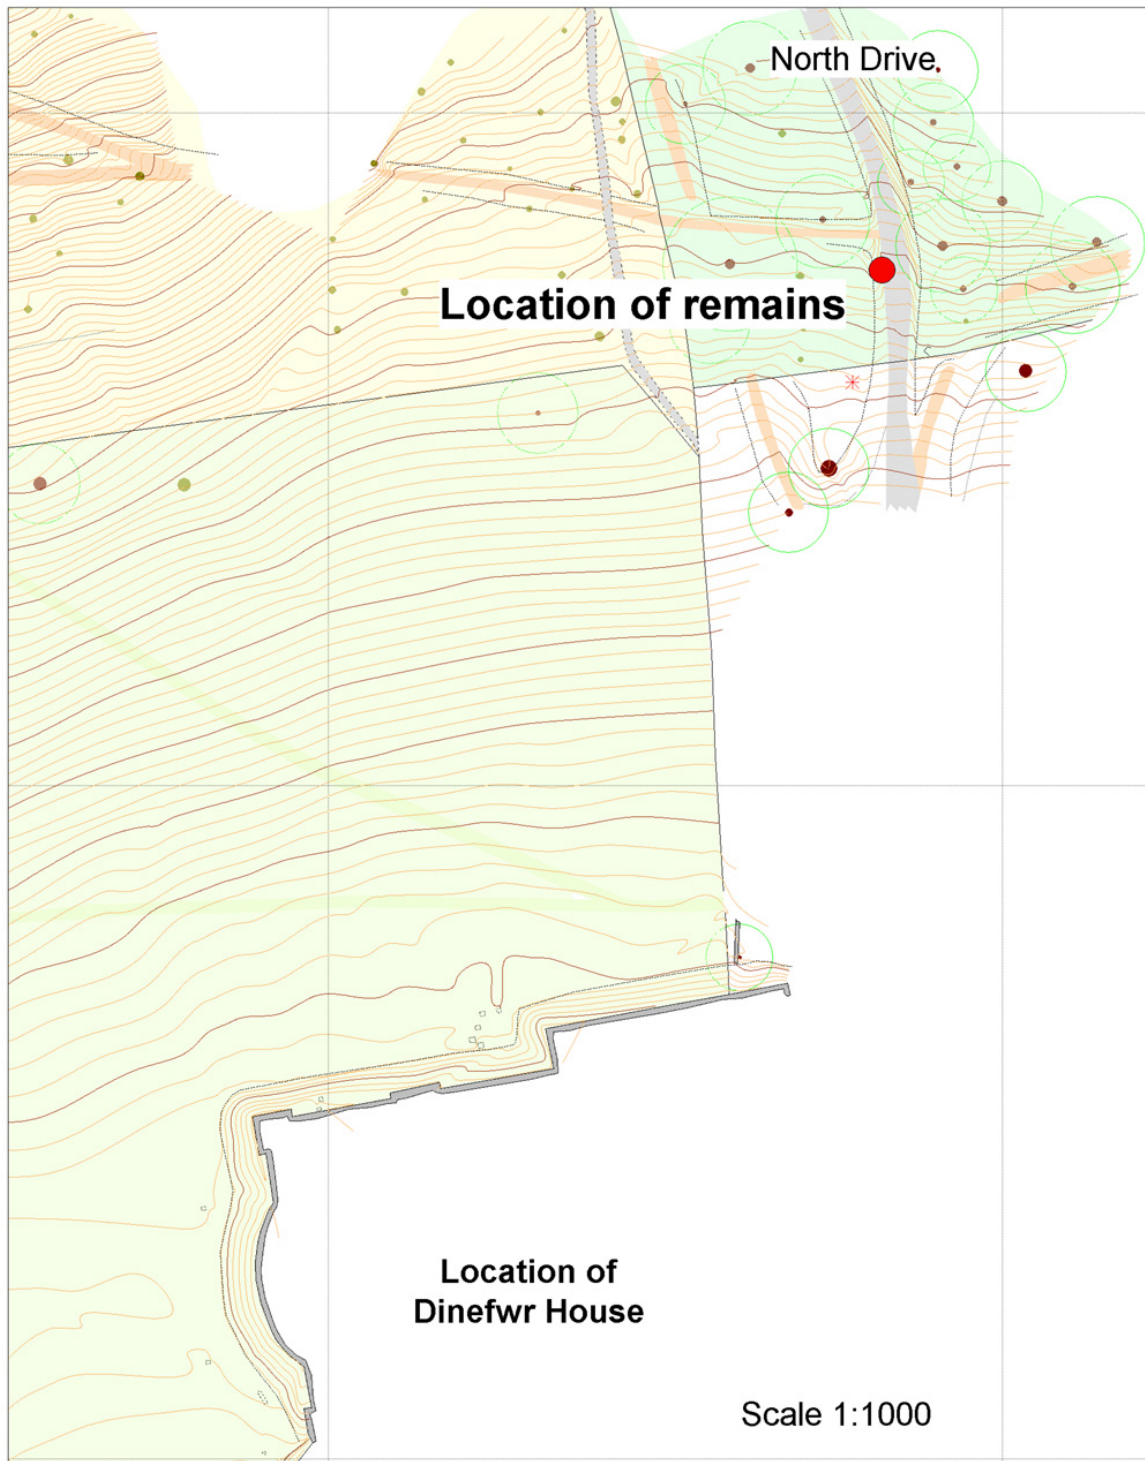 North Drive
Location of remains
Location of
Dinefwr House
Scale 1:1000